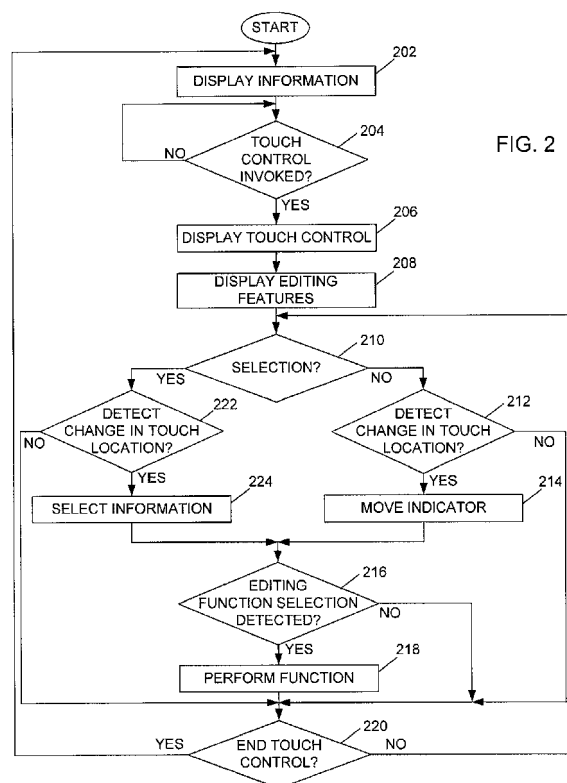 START
202
DISPLAY INFORMATION
204
TOUCH
CONTROL
INVOKED?
NO
FIG. 2
YES
206
DISPLAY TOUCH CONTROL
208
DISPLAY EDITING
FEATURES
210
SELECTION?
YES
NO
222
DETECT
CHANGE IN TOUCH
LOCATION?
NO
YES
212
DETECT
CHANGE IN TOUCH
LOCATION?
NO
YES
224
SELECT INFORMATION
214
MOVE INDICATOR
216
EDITING
FUNCTION SELECTION
DETECTED?
NO
YES
218
PERFORM FUNCTION
220
YES
END TOUCH
CONTROL?
NO